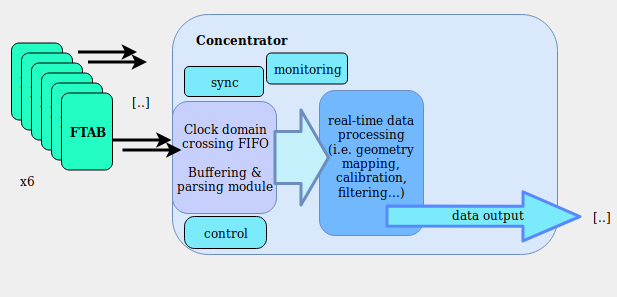 Concentrator
sync
monitoring
[..]
FTAB
x6
Clock domain
crossing FIFO
Buffering &
parsing module
control
real-time data
processing
(i.e. geometry
mapping,
calibration,
filtering...)
data output
[..]